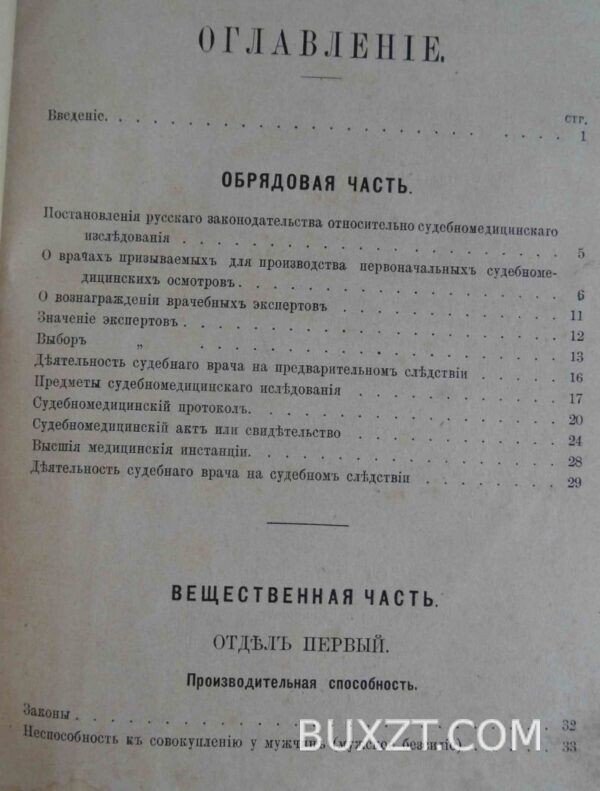 ОГЛАВЛЕНІЕ.
стр.
Введеніе. . . . . . . . . . . . . . . . . . . . 1
ОБРЯДОВАЯ ЧАСТЬ.
Постановленія русскаго законодательства относительно судебномедицинскаго
изслѣдованія . . . . . . . . . . . . . . . . 5
О врачахъ призываемыхъ для производства первоначальныхъ судебноме-
дицинскихъ осмотровъ. . . . . . . . . . . . . . 6
О вознагражденіи врачебныхъ экспертовъ . . . . . . . . . 11
Значеніе экспертовъ. . . . . . . . . . . . . . . . 12
Выборъ „ . . . . . . . . . . . . . . . . 13
Дѣятельность судебнаго врача на предварительномъ слѣдствіи . . . . . 16
Предметы судебномедицинскаго ислѣдованія . . . . . . . . . 17
Судебномедицинскій протоколъ. . . . . . . . . . . . . 20
Судебномедицинскій актъ или свидѣтельство . . . . . . . . 24
Высшія медицинскія инстанціи. . . . . . . . . . . . . 28
Дѣятельность судебнаго врача на судебномъ слѣдствіи . . . . . . 29
ВЕЩЕСТВЕННАЯ ЧАСТЬ.
ОТДѢЛЪ ПЕРВЫЙ.
Производительная способность.
Законы . . . . . . . . . . . . . . . . . . . . 32
Неспособность къ совокупленію у мужчинъ (мужское безсиліе) . . . . 33
BUXZT.COM